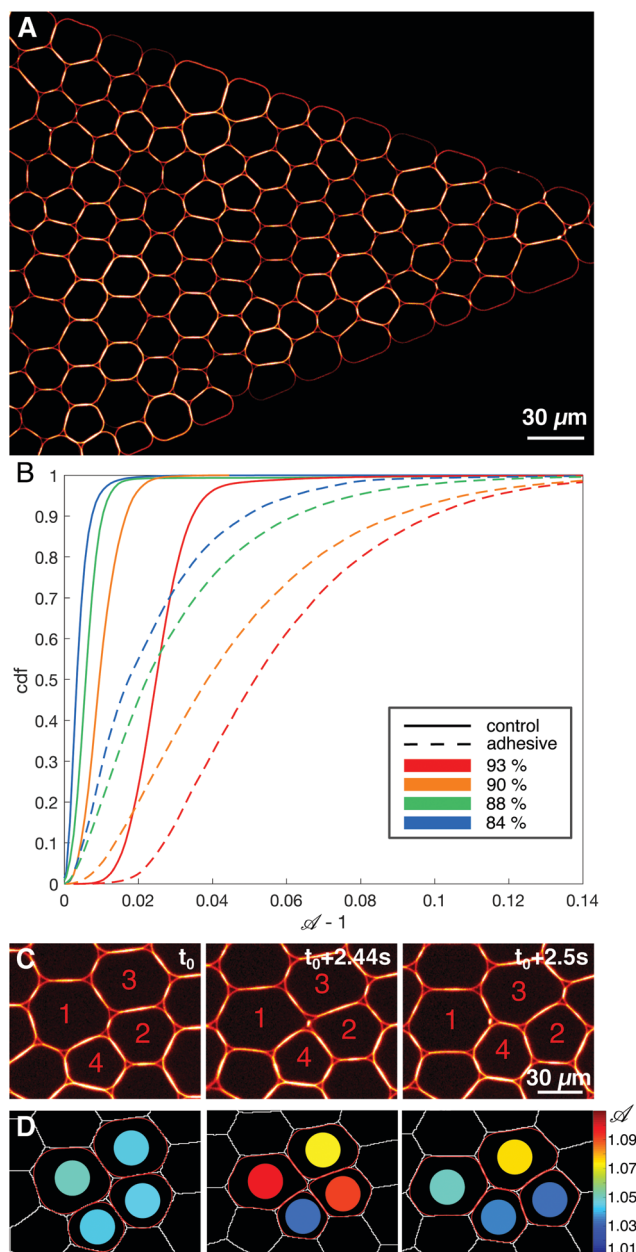 A
30 µm
B
1
0.9
0.8
0.7
0.6
0.5
0.4
0.3
0.2
0.1
0
cdf
control
adhesive
93 %
90 %
88 %
84 %
0 0.02 0.04 0.06 0.08 0.1 0.12 0.14
𝒜 - 1
C t₀ t₀+2.44s t₀+2.5s
3 3 3
1 2 1 2 1 2
4 4 4
30 µm
D 𝒜
1.09
1.07
1.05
1.03
1.01